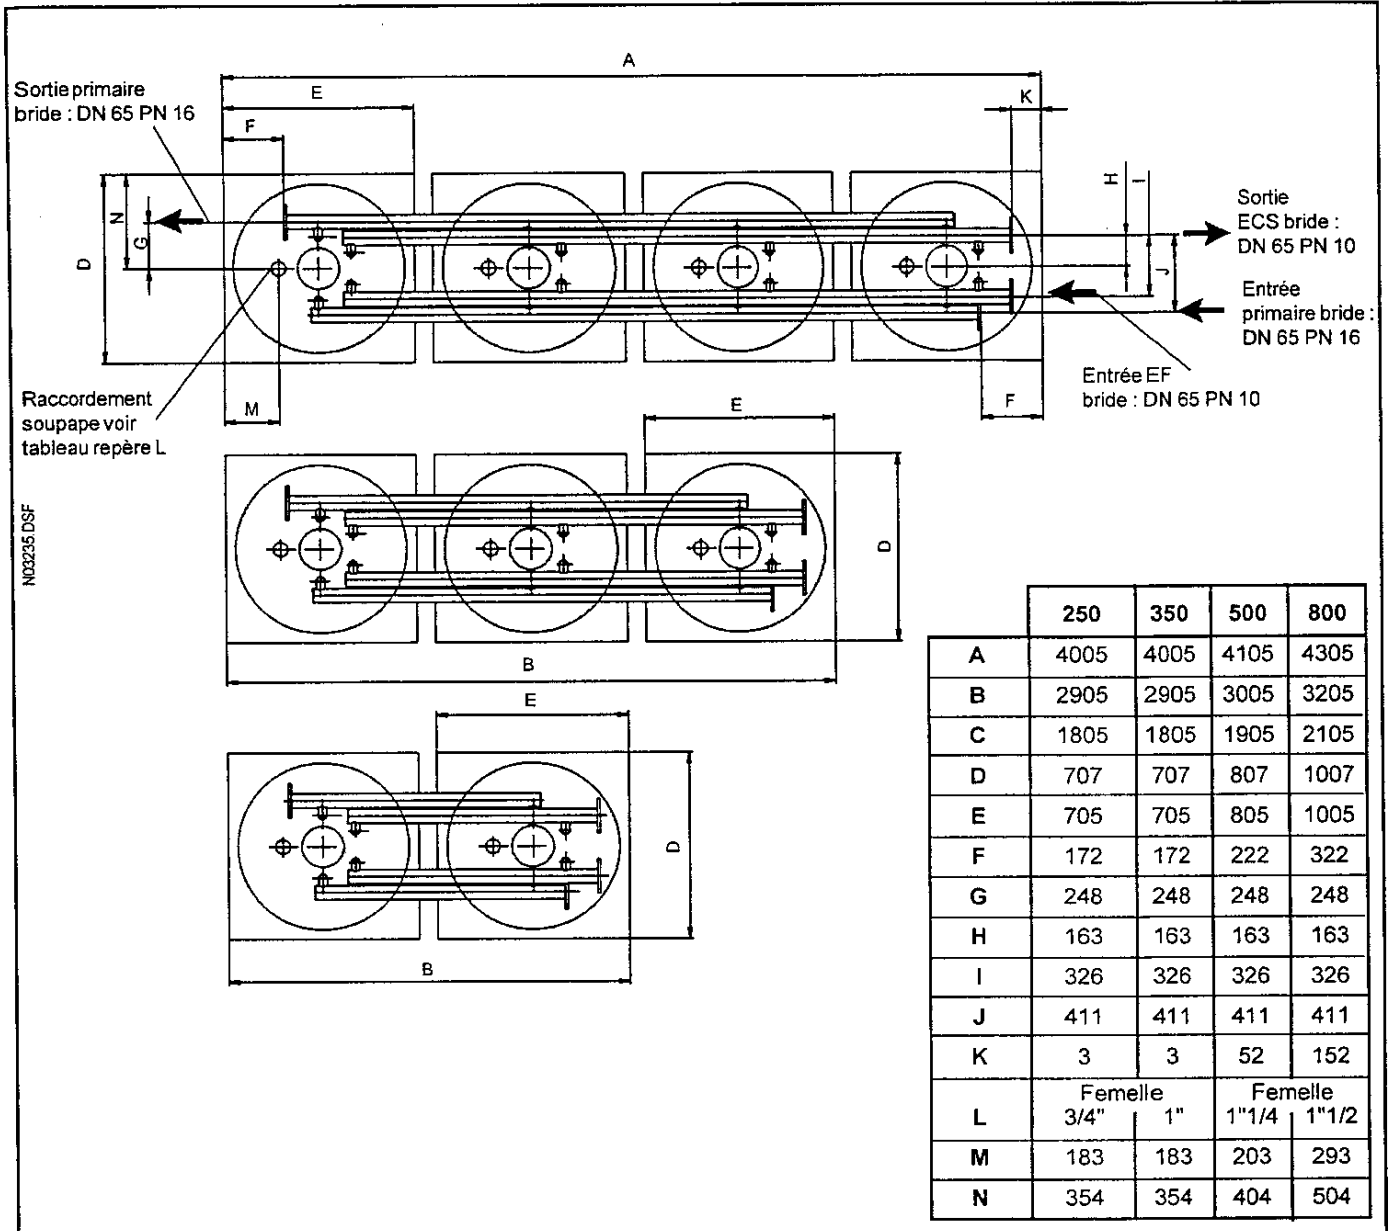 A
Sortie primaire
bride : DN 65 PN 16
E
K
F
H
I
N
G
D
J
Sortie
ECS bride :
DN 65 PN 10
Entrée
primaire bride :
DN 65 PN 16
Entrée EF
bride : DN 65 PN 10
Raccordement
soupape voir
tableau repère L
M
F
E
D
N03235.DSF
B
E
D
B
250 350 500 800
A 4005 4005 4105 4305
B 2905 2905 3005 3205
C 1805 1805 1905 2105
D 707 707 807 1007
E 705 705 805 1005
F 172 172 222 322
G 248 248 248 248
H 163 163 163 163
I 326 326 326 326
J 411 411 411 411
K 3 3 52 152
Femelle Femelle
L 3/4" 1" 1"1/4 1"1/2
M 183 183 203 293
N 354 354 404 504